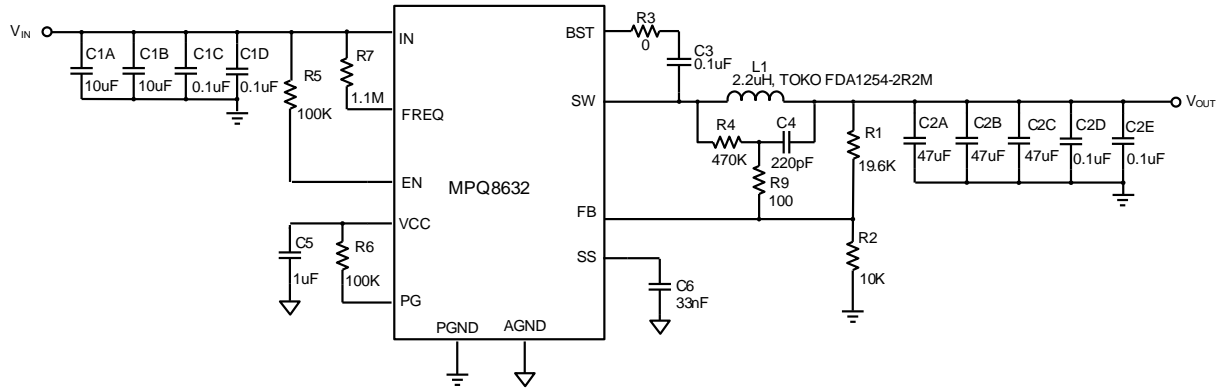 VIN
C1A
10uF
C1B
10uF
C1C
0.1uF
C1D
0.1uF
R5
100K
R7
1.1M
IN
FREQ
EN
VCC
PG
C5
1uF
R6
100K
MPQ8632
PGND
AGND
BST
SW
FB
SS
R3
0
C3
0.1uF
L1
2.2uH, TOKO FDA1254-2R2M
R4
470K
C4
220pF
R9
100
R1
19.6K
R2
10K
C6
33nF
C2A
47uF
C2B
47uF
C2C
47uF
C2D
0.1uF
C2E
0.1uF
VOUT